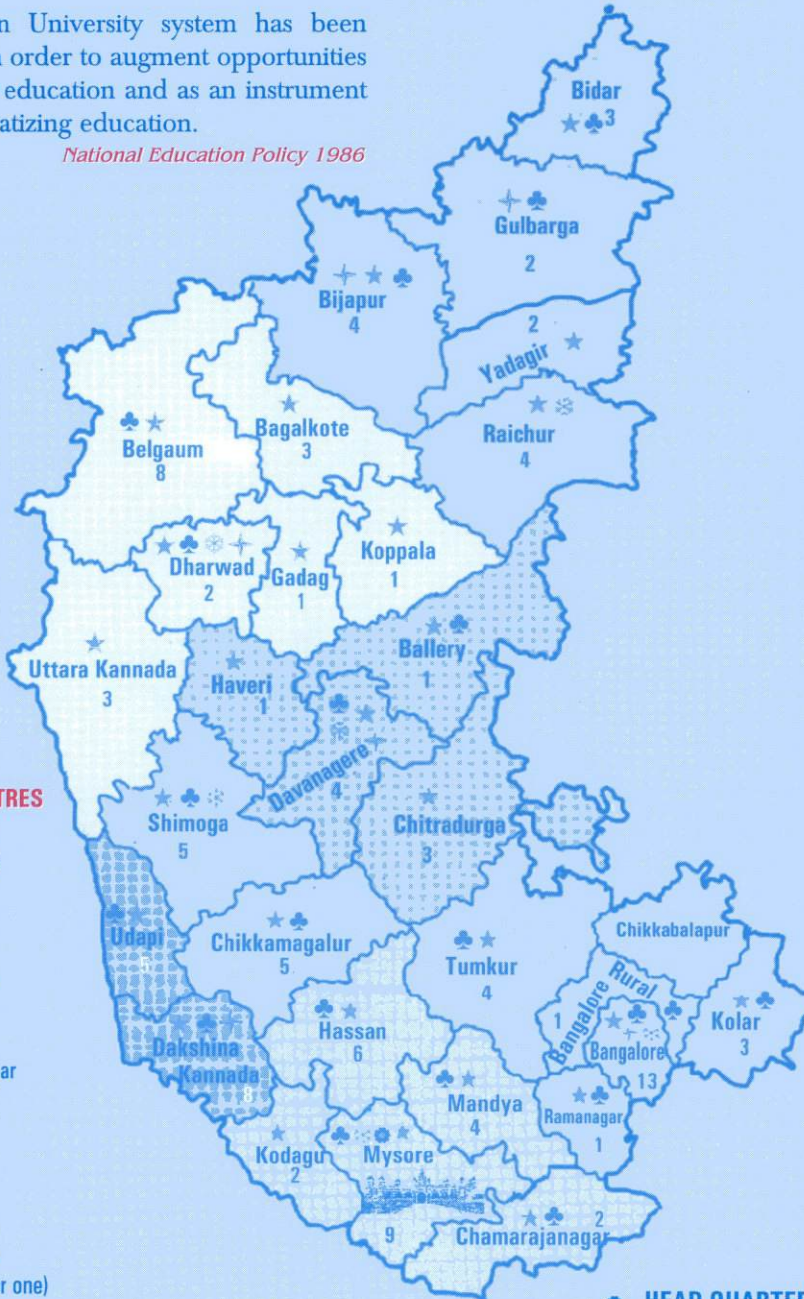 n University system has been
n order to augment opportunities
education and as an instrument
atizing education.
National Education Policy 1986
Bidar
3
Gulbarga
2
Bijapur
4
2
Yadagir
Raichur
4
Bagalkote
3
Belgaum
8
Koppala
1
Dharwad
2
Gadag
1
Ballery
1
Uttara Kannada
3
Haveri
1
Davanagere
4
TRES
Shimoga
5
Chitradurga
3
Udapi
5
Chikkamagalur
5
Tumkur
4
Chikkabalapur
Bangalore Rural
1
Bangalore
13
Kolar
3
Hassan
6
Dakshina
Kannada
8
ar
Mandya
4
Ramanagar
1
Kodagu
2
Mysore
9
2
Chamarajanagar
r one)
HEAD QUARTER